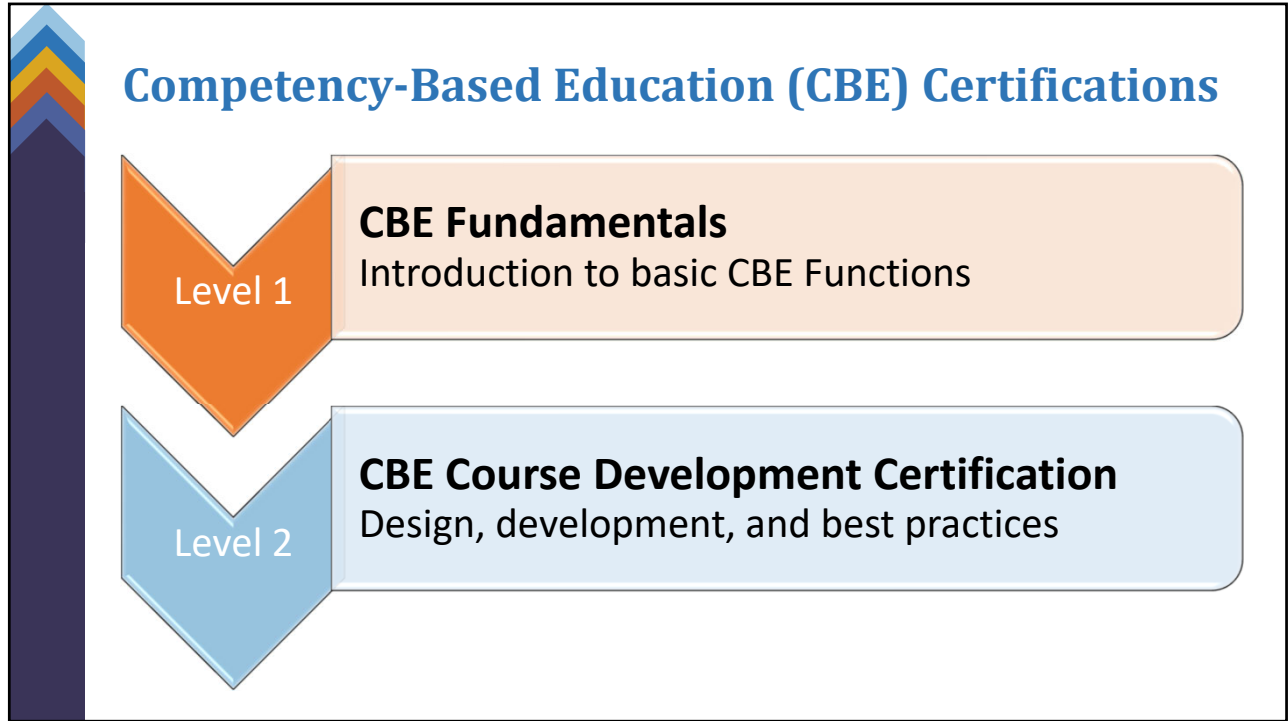 Competency-Based Education (CBE) Certifications
Level 1
CBE Fundamentals
Introduction to basic CBE Functions
Level 2
CBE Course Development Certification
Design, development, and best practices